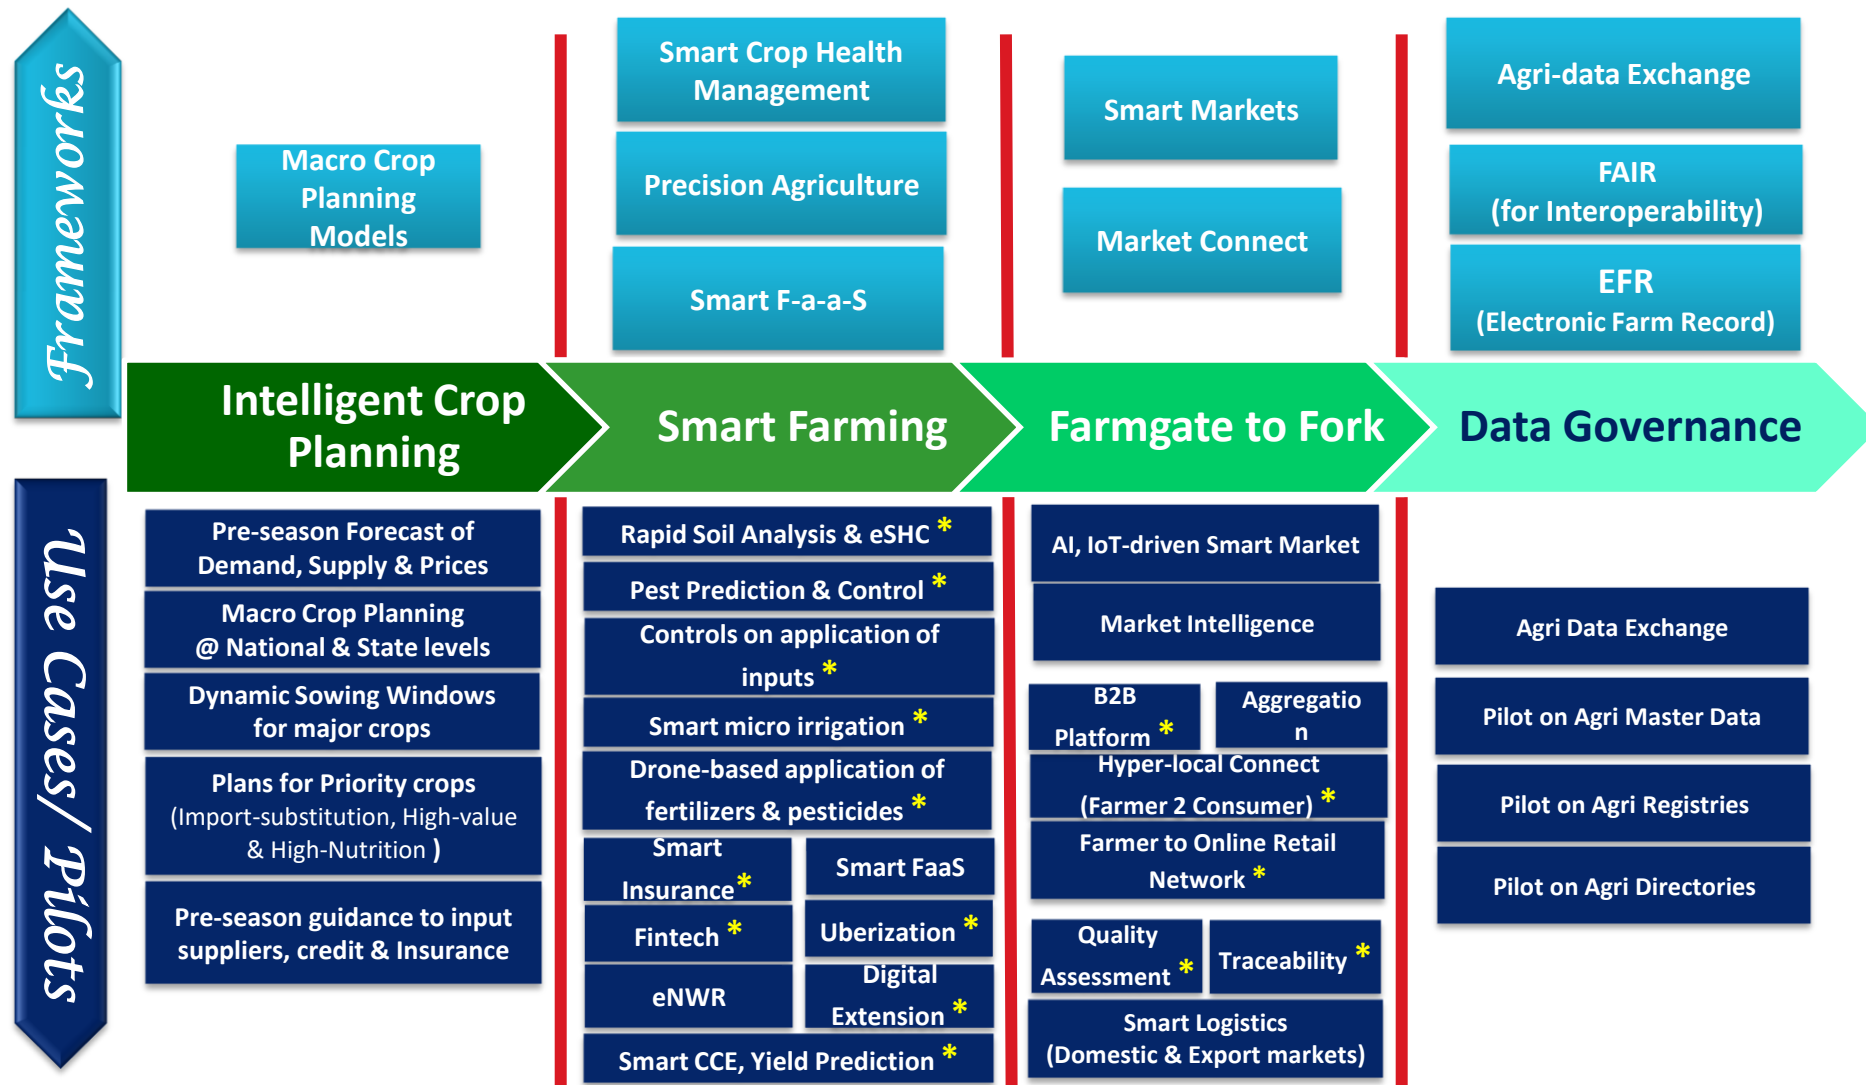 Frameworks
Macro Crop
Planning
Models
Smart Crop Health
Management
Precision Agriculture
Smart F-a-a-S
Smart Markets
Market Connect
Agri-data Exchange
FAIR
(for Interoperability)
EFR
(Electronic Farm Record)
Intelligent Crop
Planning
Smart Farming
Farmgate to Fork
Data Governance
Use Cases/ Pilots
Pre-season Forecast of
Demand, Supply & Prices
Macro Crop Planning
@ National & State levels
Dynamic Sowing Windows
for major crops
Plans for Priority crops
(Import-substitution, High-value
& High-Nutrition )
Pre-season guidance to input
suppliers, credit & Insurance
Rapid Soil Analysis & eSHC *
Pest Prediction & Control *
Controls on application of
inputs *
Smart micro irrigation *
Drone-based application of
fertilizers & pesticides *
Smart
Insurance*
Smart FaaS
Fintech *
Uberization *
eNWR
Digital
Extension *
Smart CCE, Yield Prediction *
AI, IoT-driven Smart Market
Market Intelligence
B2B
Platform *
Aggregatio
n
Hyper-local Connect
(Farmer 2 Consumer) *
Farmer to Online Retail
Network *
Quality
Assessment *
Traceability *
Smart Logistics
(Domestic & Export markets)
Agri Data Exchange
Pilot on Agri Master Data
Pilot on Agri Registries
Pilot on Agri Directories